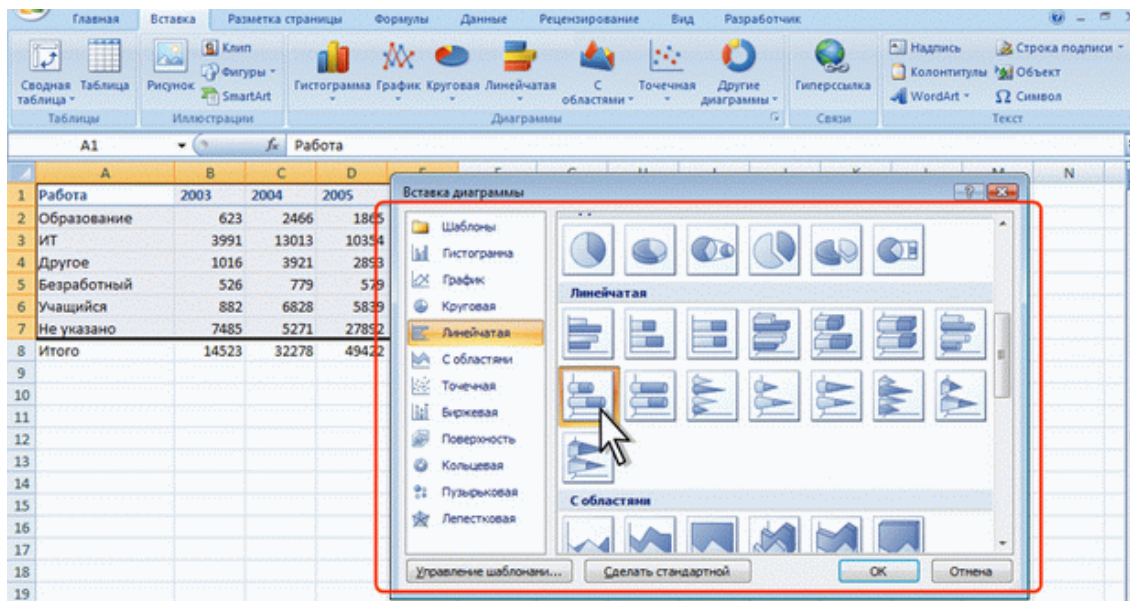 Главная Вставка Разметка страницы Формулы Данные Рецензирование Вид Разработчик
Сводная таблица Таблица Рисунок Клип Фигуры SmartArt Гистограмма График Круговая Линейчатая С областями Точечная Другие диаграммы Гиперссылка Надпись Колонтитулы WordArt Строка подписи Объект Символ
Таблицы Иллюстрации Диаграммы Связи Текст
A1 fx Работа
A B C D N
1 Работа 2003 2004 2005
2 Образование 623 2466 1865
3 ИТ 3991 13013 10354
4 Другое 1016 3921 2893
5 Безработный 526 779 579
6 Учащийся 882 6828 5839
7 Не указано 7485 5271 27892
8 Итого 14523 32278 49422
9
10
11
12
13
14
15
16
17
18
19
Вставка диаграммы
Шаблоны
Гистограмма
График
Круговая
Линейчатая
С областями
Точечная
Биржевая
Поверхность
Кольцевая
Пузырьковая
Лепестковая
Линейчатая
С областями
Управление шаблонами... Сделать стандартной OK Отмена